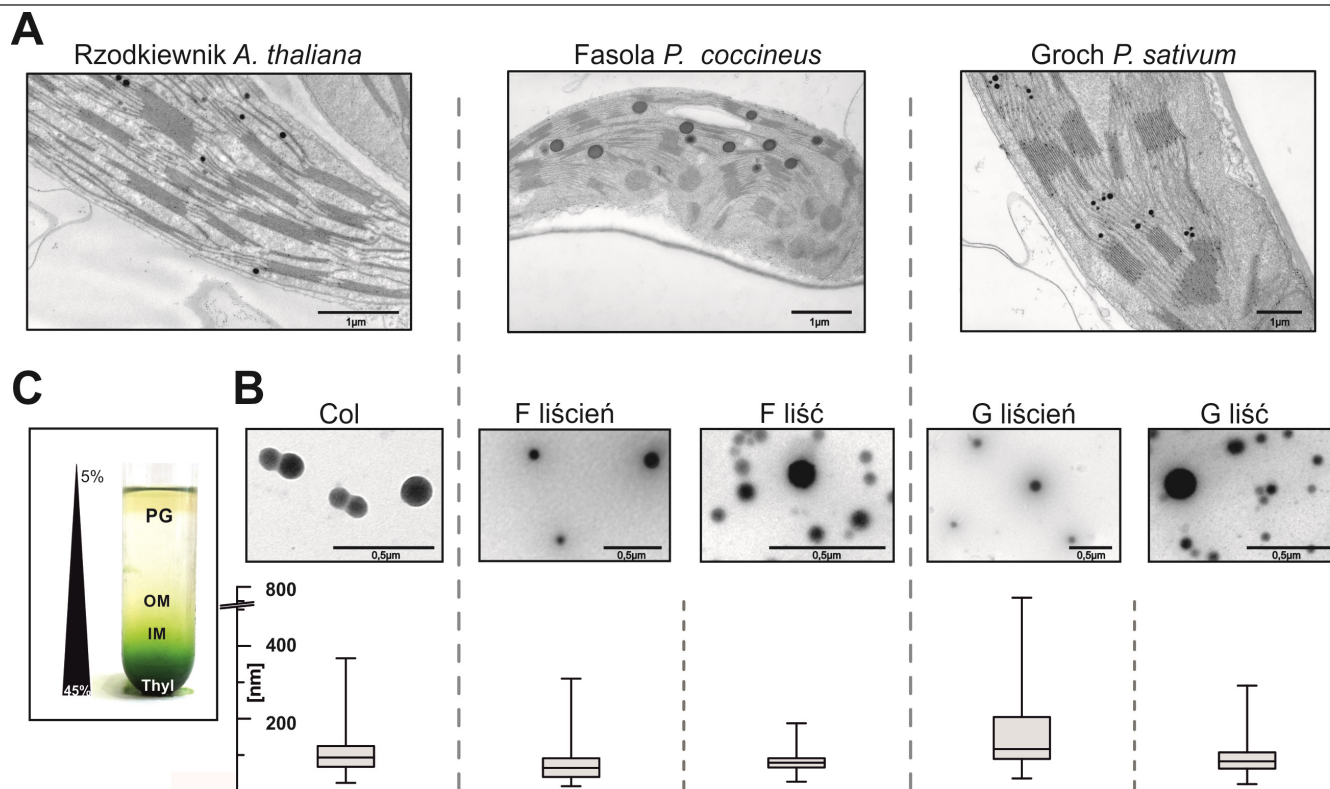 A
Rzodkiewnik A. thaliana
Fasola P. coccineus
Groch P. sativum
1µm
1µm
1µm
C
B
Col
F liścień
F liść
G liścień
G liść
5%
PG
OM
IM
Thyl
45%
0,5µm
0,5µm
0,5µm
0,5µm
0,5µm
800
400
[nm]
200